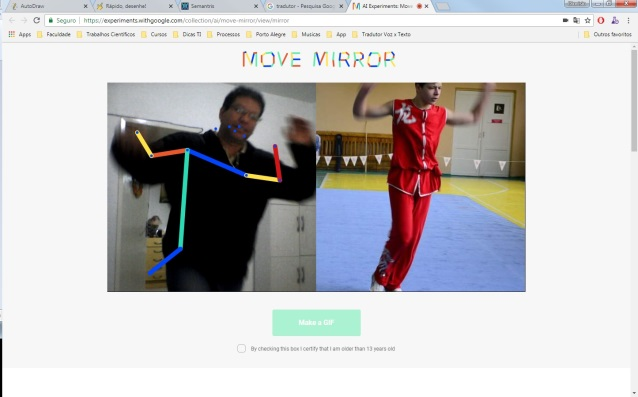 AutoDraw
Rápido, desenhe!
Semantris
tradutor - Pesquisa Goog
AI Experiments: Move
Seguro
https://experiments.withgoogle.com/collection/ai/move-mirror/view/mirror
Apps
Faculdade
Trabalhos Científicos
Cursos
Dicas TI
Processos
Porto Alegre
Musicas
App
Tradutor Voz x Texto
Outros favoritos
MOVE MIRROR
Make a GIF
By checking this box I certify that I am older than 13 years old